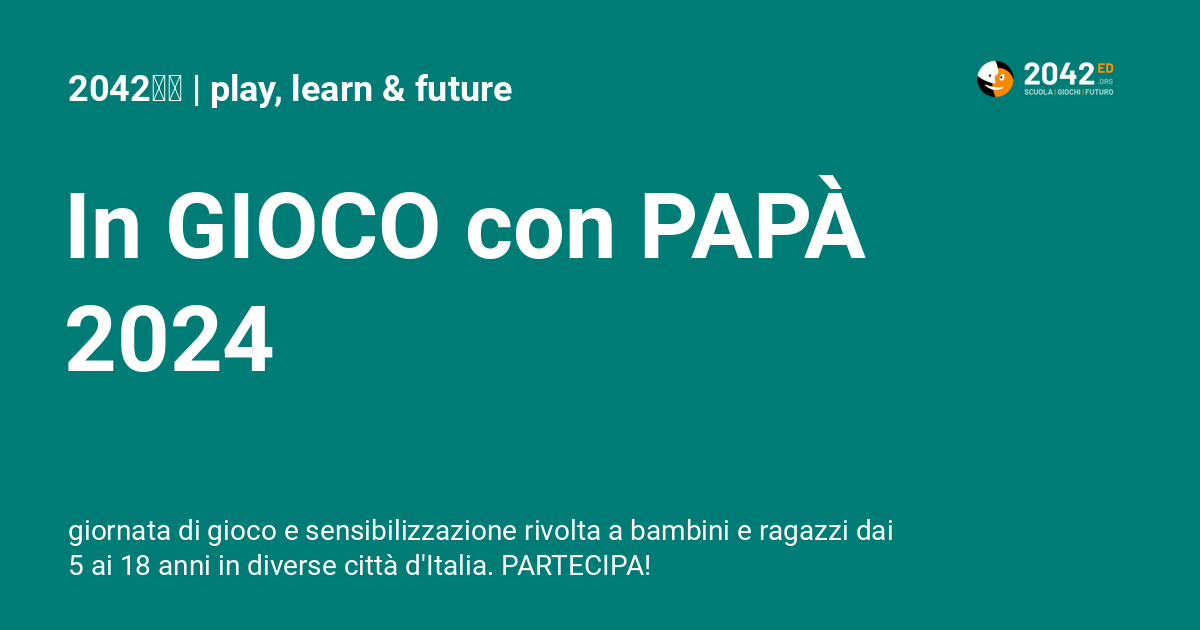 2042 | play, learn & future
2042 ED
.ORG
SCUOLA | GIOCHI | FUTURO
In GIOCO con PAPÀ
2024
giornata di gioco e sensibilizzazione rivolta a bambini e ragazzi dai
5 ai 18 anni in diverse città d'Italia. PARTECIPA!